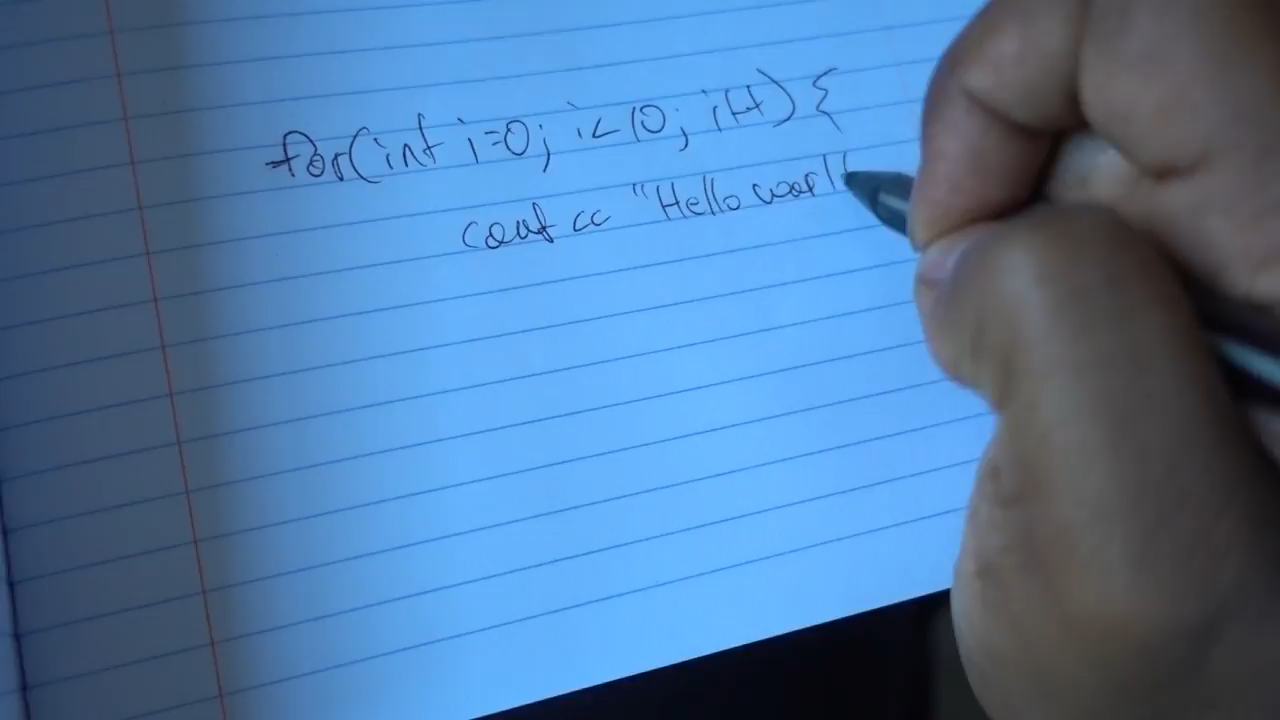 for(int i=0; i<10; i++) {
cout << "Hello worl